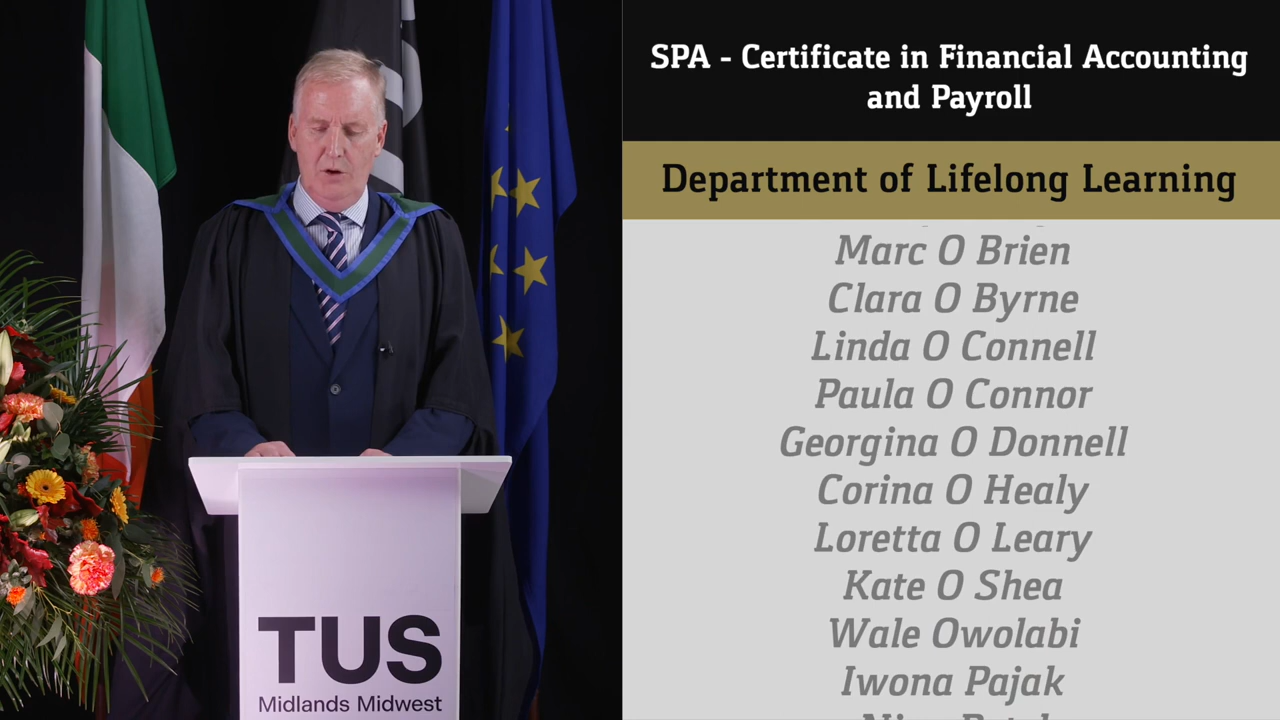 SPA - Certificate in Financial Accounting
and Payroll
Department of Lifelong Learning
Marc O Brien
Clara O Byrne
Linda O Connell
Paula O Connor
Georgina O Donnell
Corina O Healy
Loretta O Leary
Kate O Shea
Wale Owolabi
Iwona Pajak
TUS
Midlands Midwest